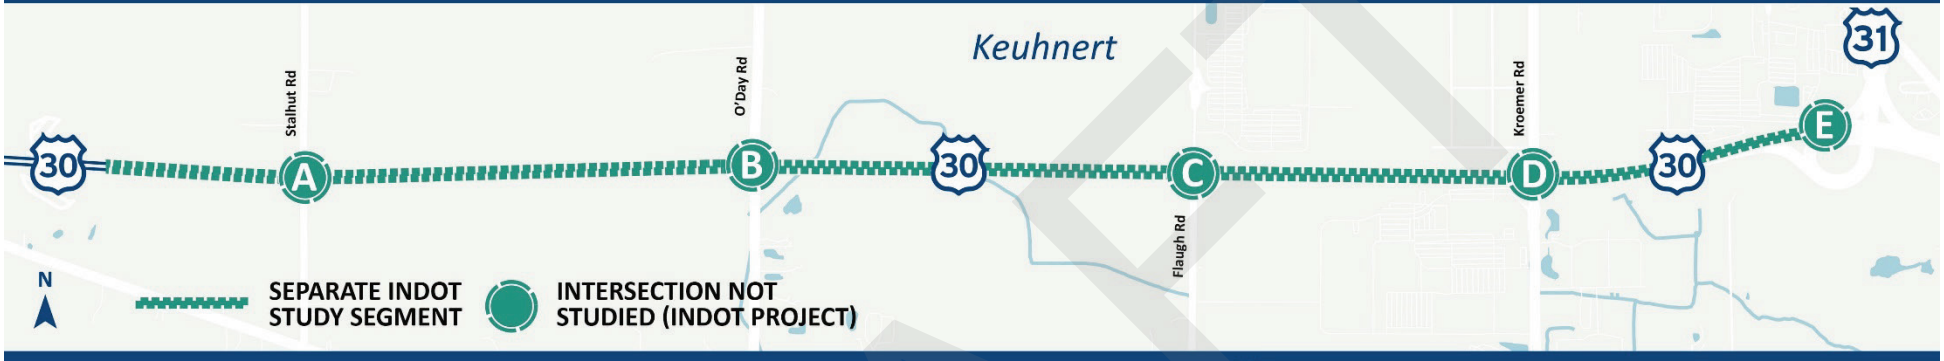 Keuhnert
31
Stalhut Rd
O'Day Rd
Kroemer Rd
30
A
B
30
C
D
30
E
Flaugh Rd
N
SEPARATE INDOT
STUDY SEGMENT
INTERSECTION NOT
STUDIED (INDOT PROJECT)